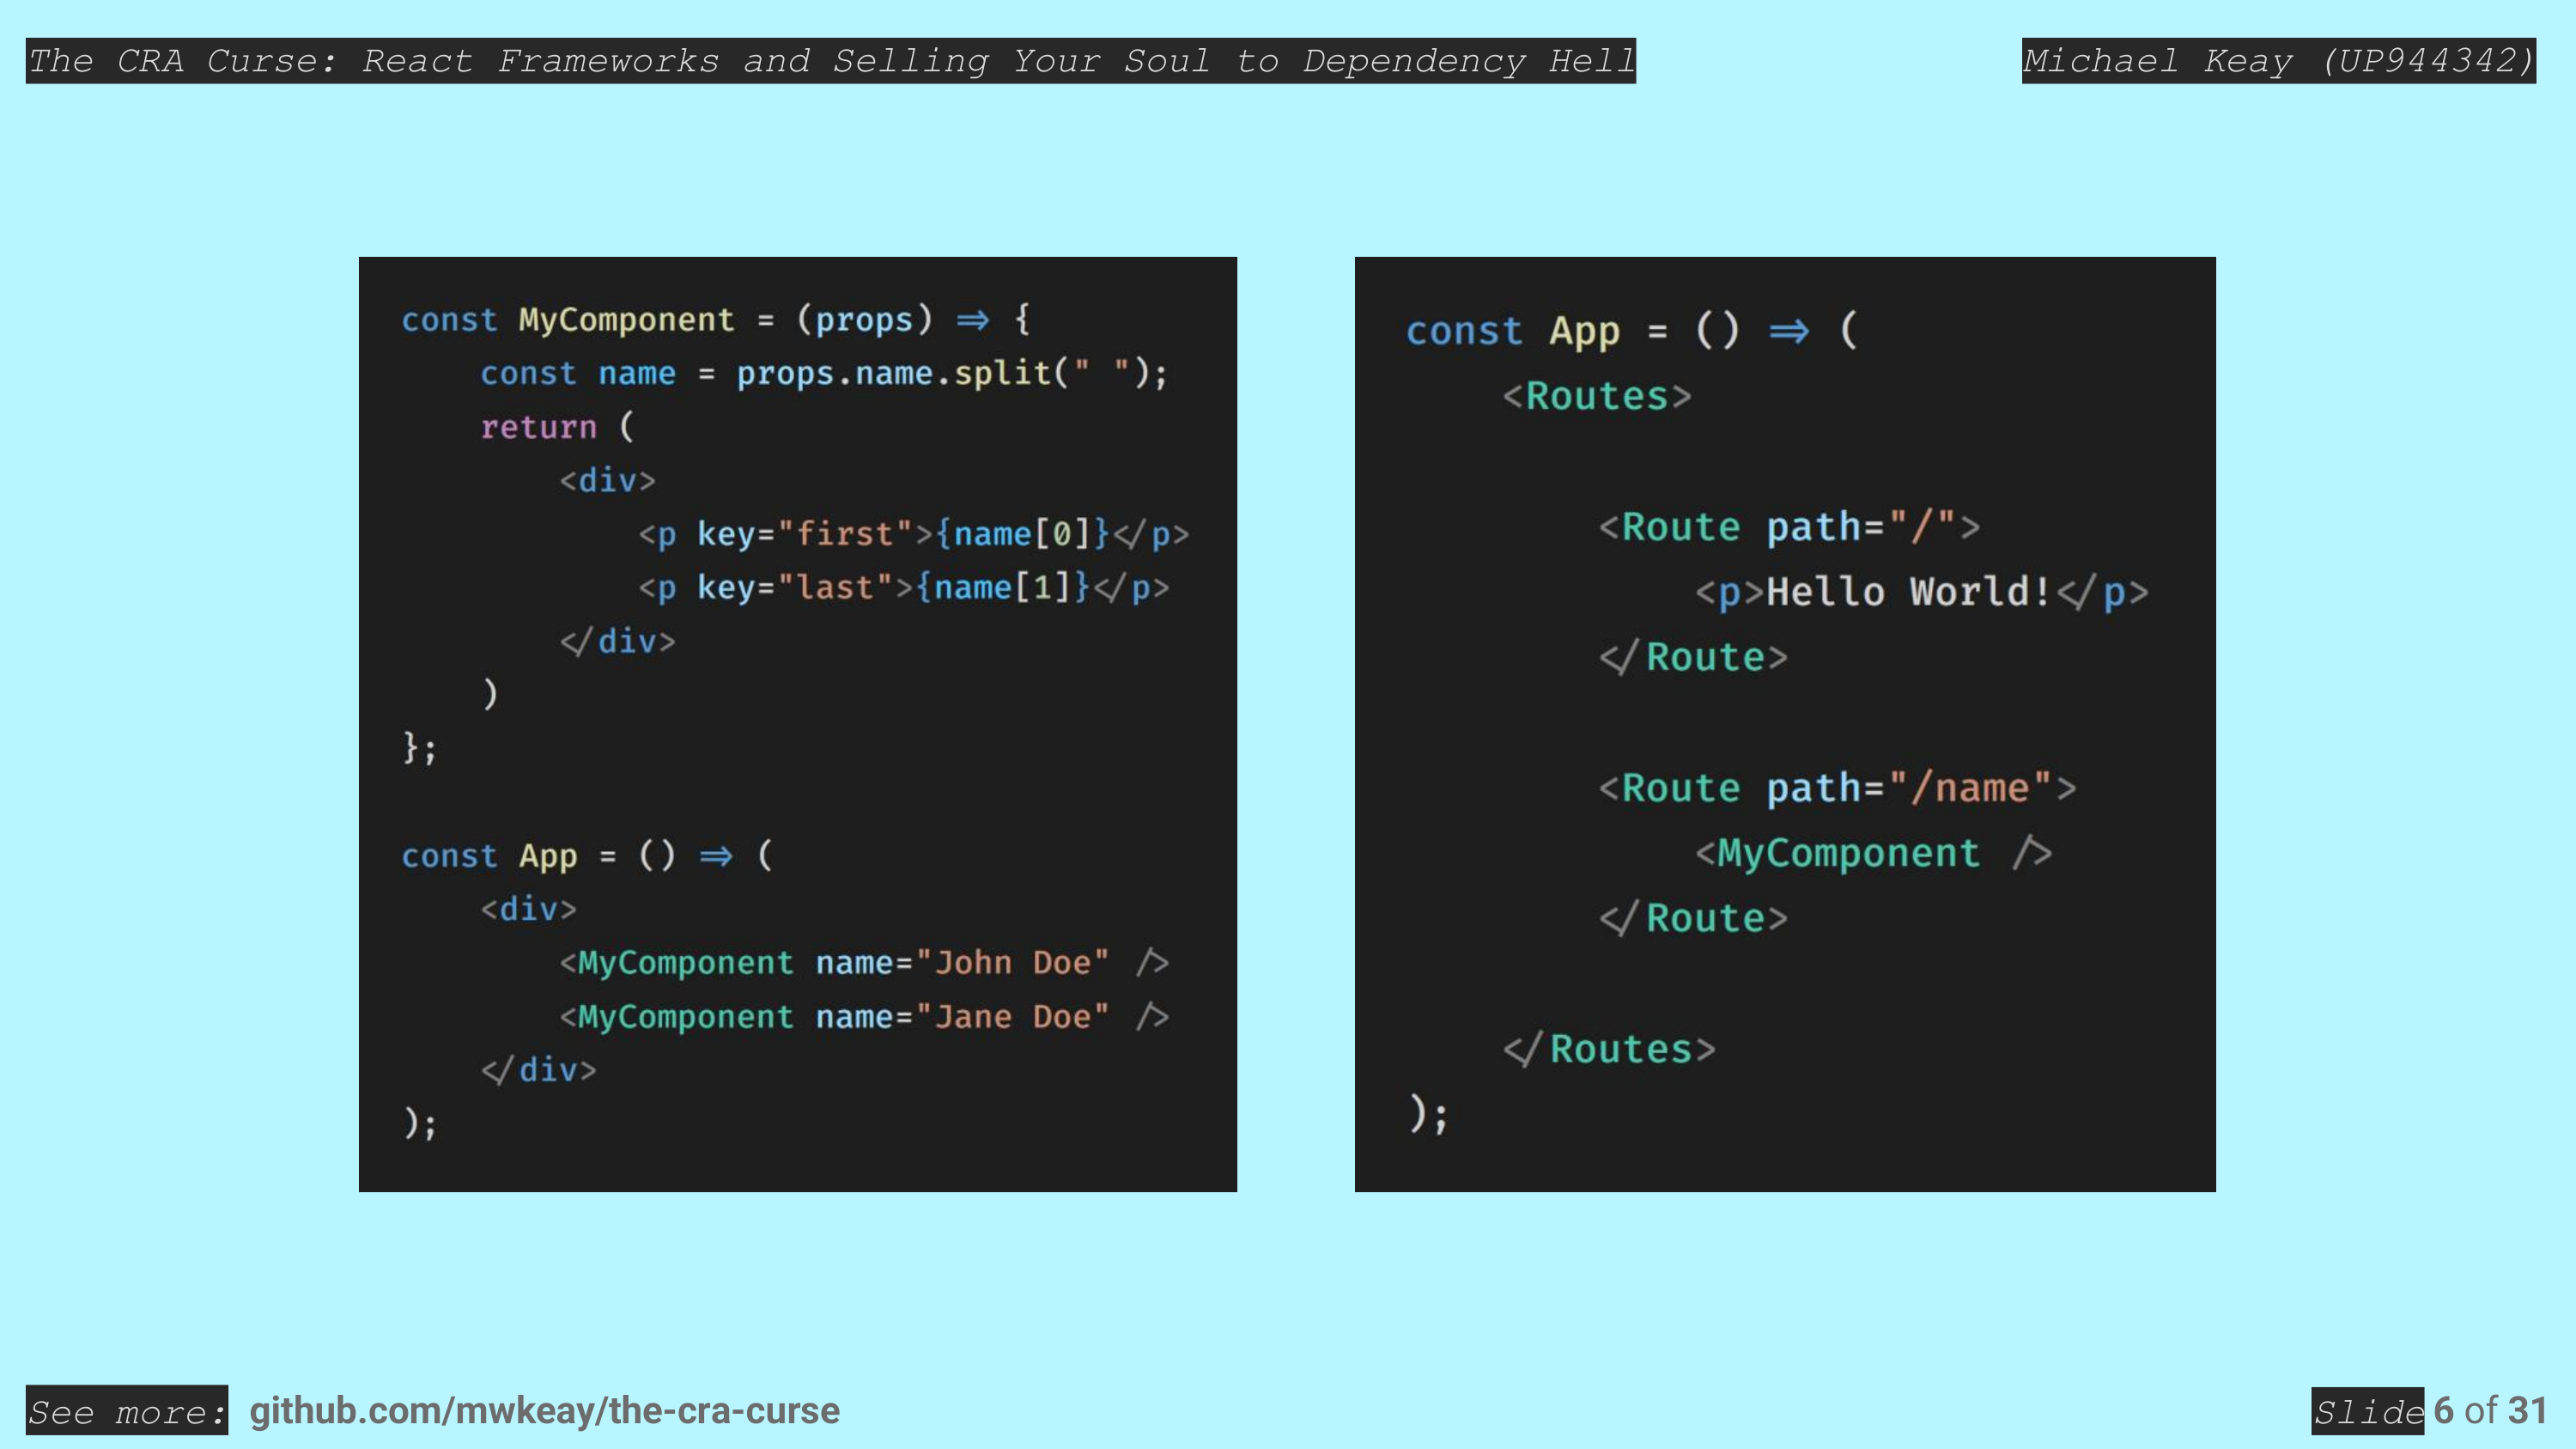 The CRA Curse: React Frameworks and Selling Your Soul to Dependency Hell
Michael Keay (UP944342)
const MyComponent = (props) => {
    const name = props.name.split(" ");
    return (
        <div>
            <p key="first">{name[0]}</p>
            <p key="last">{name[1]}</p>
        </div>
    )
};

const App = () => (
    <div>
        <MyComponent name="John Doe" />
        <MyComponent name="Jane Doe" />
    </div>
);
const App = () => (
    <Routes>

        <Route path="/">
            <p>Hello World!</p>
        </Route>

        <Route path="/name">
            <MyComponent />
        </Route>

    </Routes>
);
See more: github.com/mwkeay/the-cra-curse
Slide 6 of 31